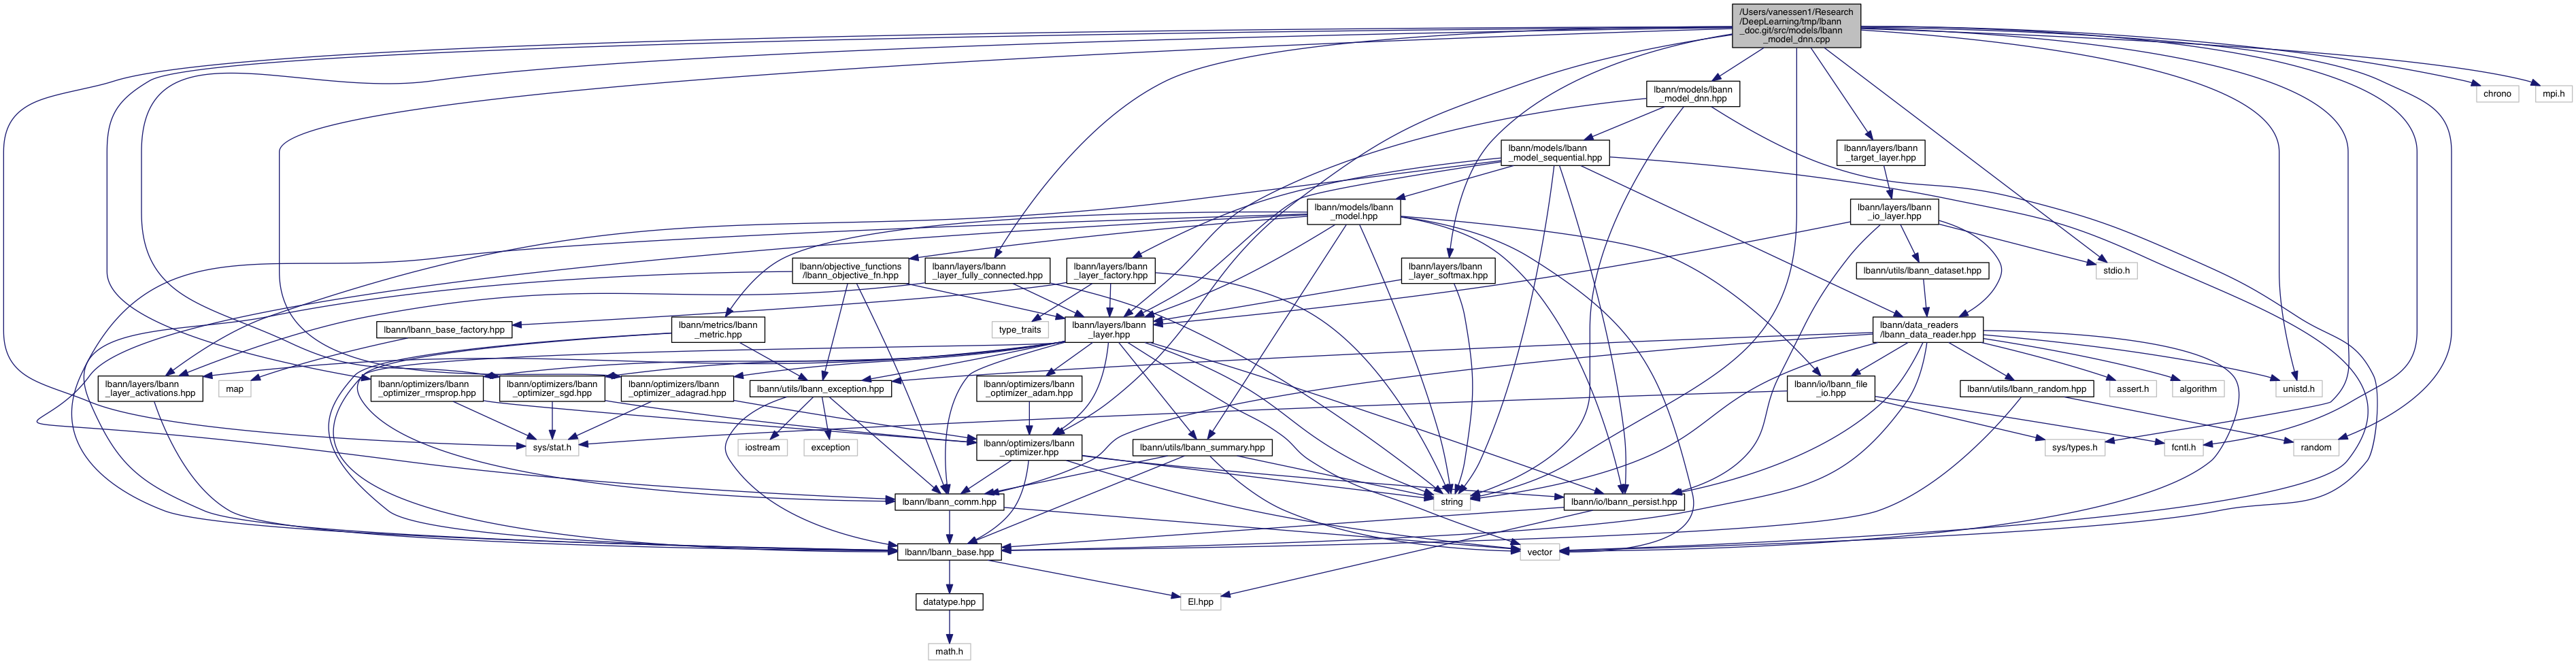 /Users/vanessen1/Research
/DeepLearning/tmp/lbann
_doc.git/src/models/lbann
_model_dnn.cpp
lbann/models/lbann
_model_dnn.hpp
chrono
mpi.h
lbann/models/lbann
_model_sequential.hpp
lbann/layers/lbann
_target_layer.hpp
lbann/models/lbann
_model.hpp
lbann/layers/lbann
_io_layer.hpp
lbann/objective_functions
/lbann_objective_fn.hpp
lbann/layers/lbann
_layer_fully_connected.hpp
lbann/layers/lbann
_layer_factory.hpp
lbann/layers/lbann
_layer_softmax.hpp
lbann/utils/lbann_dataset.hpp
stdio.h
lbann/lbann_base_factory.hpp
lbann/metrics/lbann
_metric.hpp
type_traits
lbann/layers/lbann
_layer.hpp
lbann/data_readers
/lbann_data_reader.hpp
lbann/layers/lbann
_layer_activations.hpp
map
lbann/optimizers/lbann
_optimizer_rmsprop.hpp
lbann/optimizers/lbann
_optimizer_sgd.hpp
lbann/optimizers/lbann
_optimizer_adagrad.hpp
lbann/utils/lbann_exception.hpp
lbann/optimizers/lbann
_optimizer_adam.hpp
lbann/io/lbann_file
_io.hpp
lbann/utils/lbann_random.hpp
assert.h
algorithm
unistd.h
sys/stat.h
iostream
exception
lbann/optimizers/lbann
_optimizer.hpp
lbann/utils/lbann_summary.hpp
sys/types.h
fcntl.h
random
lbann/lbann_comm.hpp
string
lbann/io/lbann_persist.hpp
lbann/lbann_base.hpp
vector
datatype.hpp
El.hpp
math.h